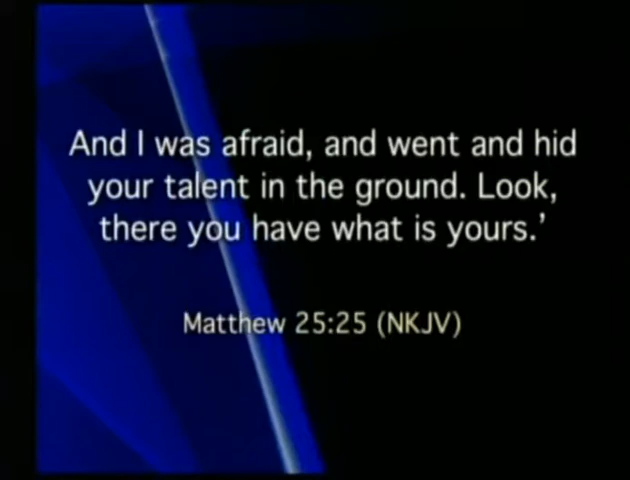 And I was afraid, and went and hid
your talent in the ground. Look,
there you have what is yours.’
Matthew 25:25 (NKJV)